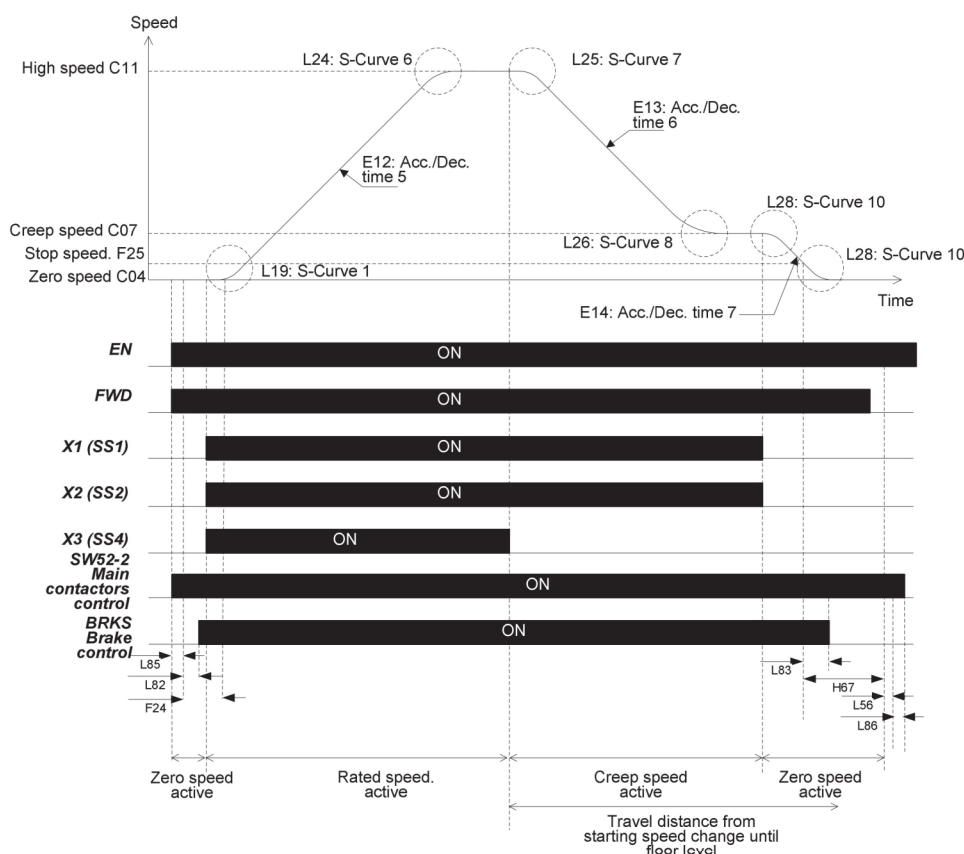 Speed
L24: S-Curve 6
L25: S-Curve 7
High speed C11
E13: Acc./Dec.
time 6
E12: Acc./Dec.
time 5
L28: S-Curve 10
Creep speed C07
L26: S-Curve 8
Stop speed. F25
L28: S-Curve 10
L19: S-Curve 1
Zero speed C04
Time
E14: Acc./Dec. time 7
EN
ON
FWD
ON
X1 (SS1)
ON
X2 (SS2)
ON
X3 (SS4)
ON
SW52-2
Main
contactors
control
ON
BRKS
Brake
control
ON
L85
L82
F24
L83
H67
L56
L86
Zero speed
active
Rated speed.
active
Creep speed
active
Zero speed
active
Travel distance from
starting speed change until
floor level